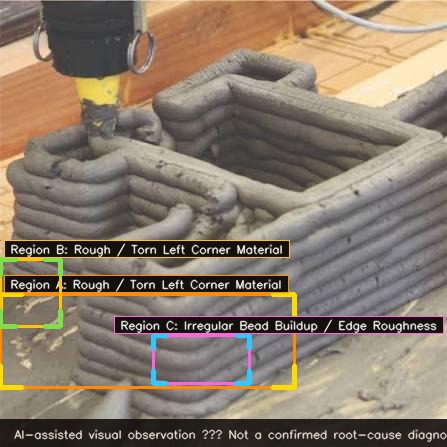 Region B: Rough / Torn Left Corner Material
Region A: Rough / Torn Left Corner Material
Region C: Irregular Bead Buildup / Edge Roughness
AI-assisted visual observation ??? Not a confirmed root-cause diagno